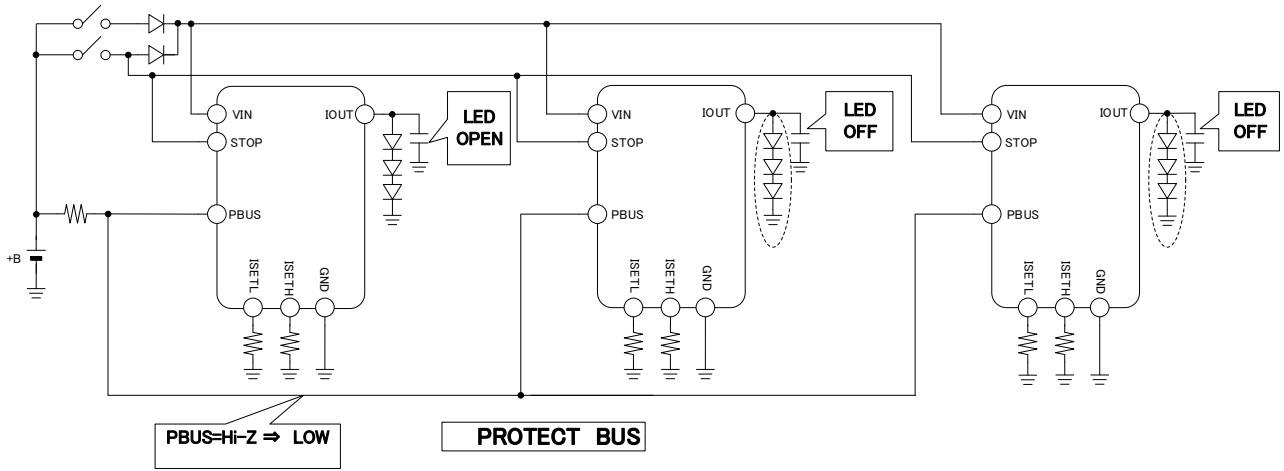 VIN
STOP
PBUS
IOUT
ISETL
ISETH
GND
LED
OPEN
VIN
STOP
PBUS
IOUT
ISETL
ISETH
GND
LED
OFF
VIN
STOP
PBUS
IOUT
ISETL
ISETH
GND
LED
OFF
+B
PBUS=Hi-Z ⇒ LOW
PROTECT BUS